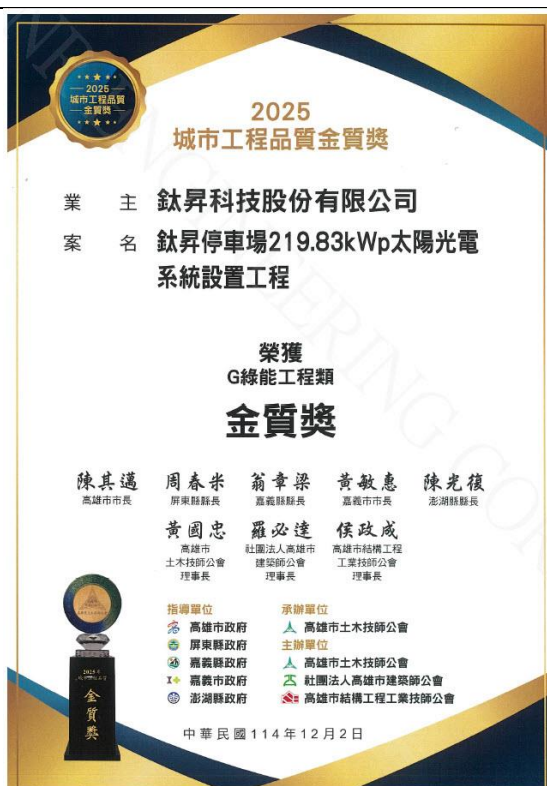 2025
城市工程品質
金質獎
2025
城市工程品質金質獎
業主 鈦昇科技股份有限公司
案名 鈦昇停車場219.83kWp太陽光電
系統設置工程
榮獲
G綠能工程類
金質獎
陳其邁 周春米 翁章梁 黃敏惠 陳光復
高雄市市長 屏東縣縣長 嘉義縣縣長 嘉義市市長 澎湖縣縣長
黃國忠 羅必達 侯政成
高雄市 社團法人高雄市 高雄市結構工程
土木技師公會 建築師公會 工業技師公會
理事長 理事長 理事長
指導單位 承辦單位
高雄市政府 高雄市土木技師公會
屏東縣政府 主辦單位
嘉義縣政府 高雄市土木技師公會
嘉義市政府 社團法人高雄市建築師公會
澎湖縣政府 高雄市結構工程工業技師公會
金質獎
中華民國114年12月2日